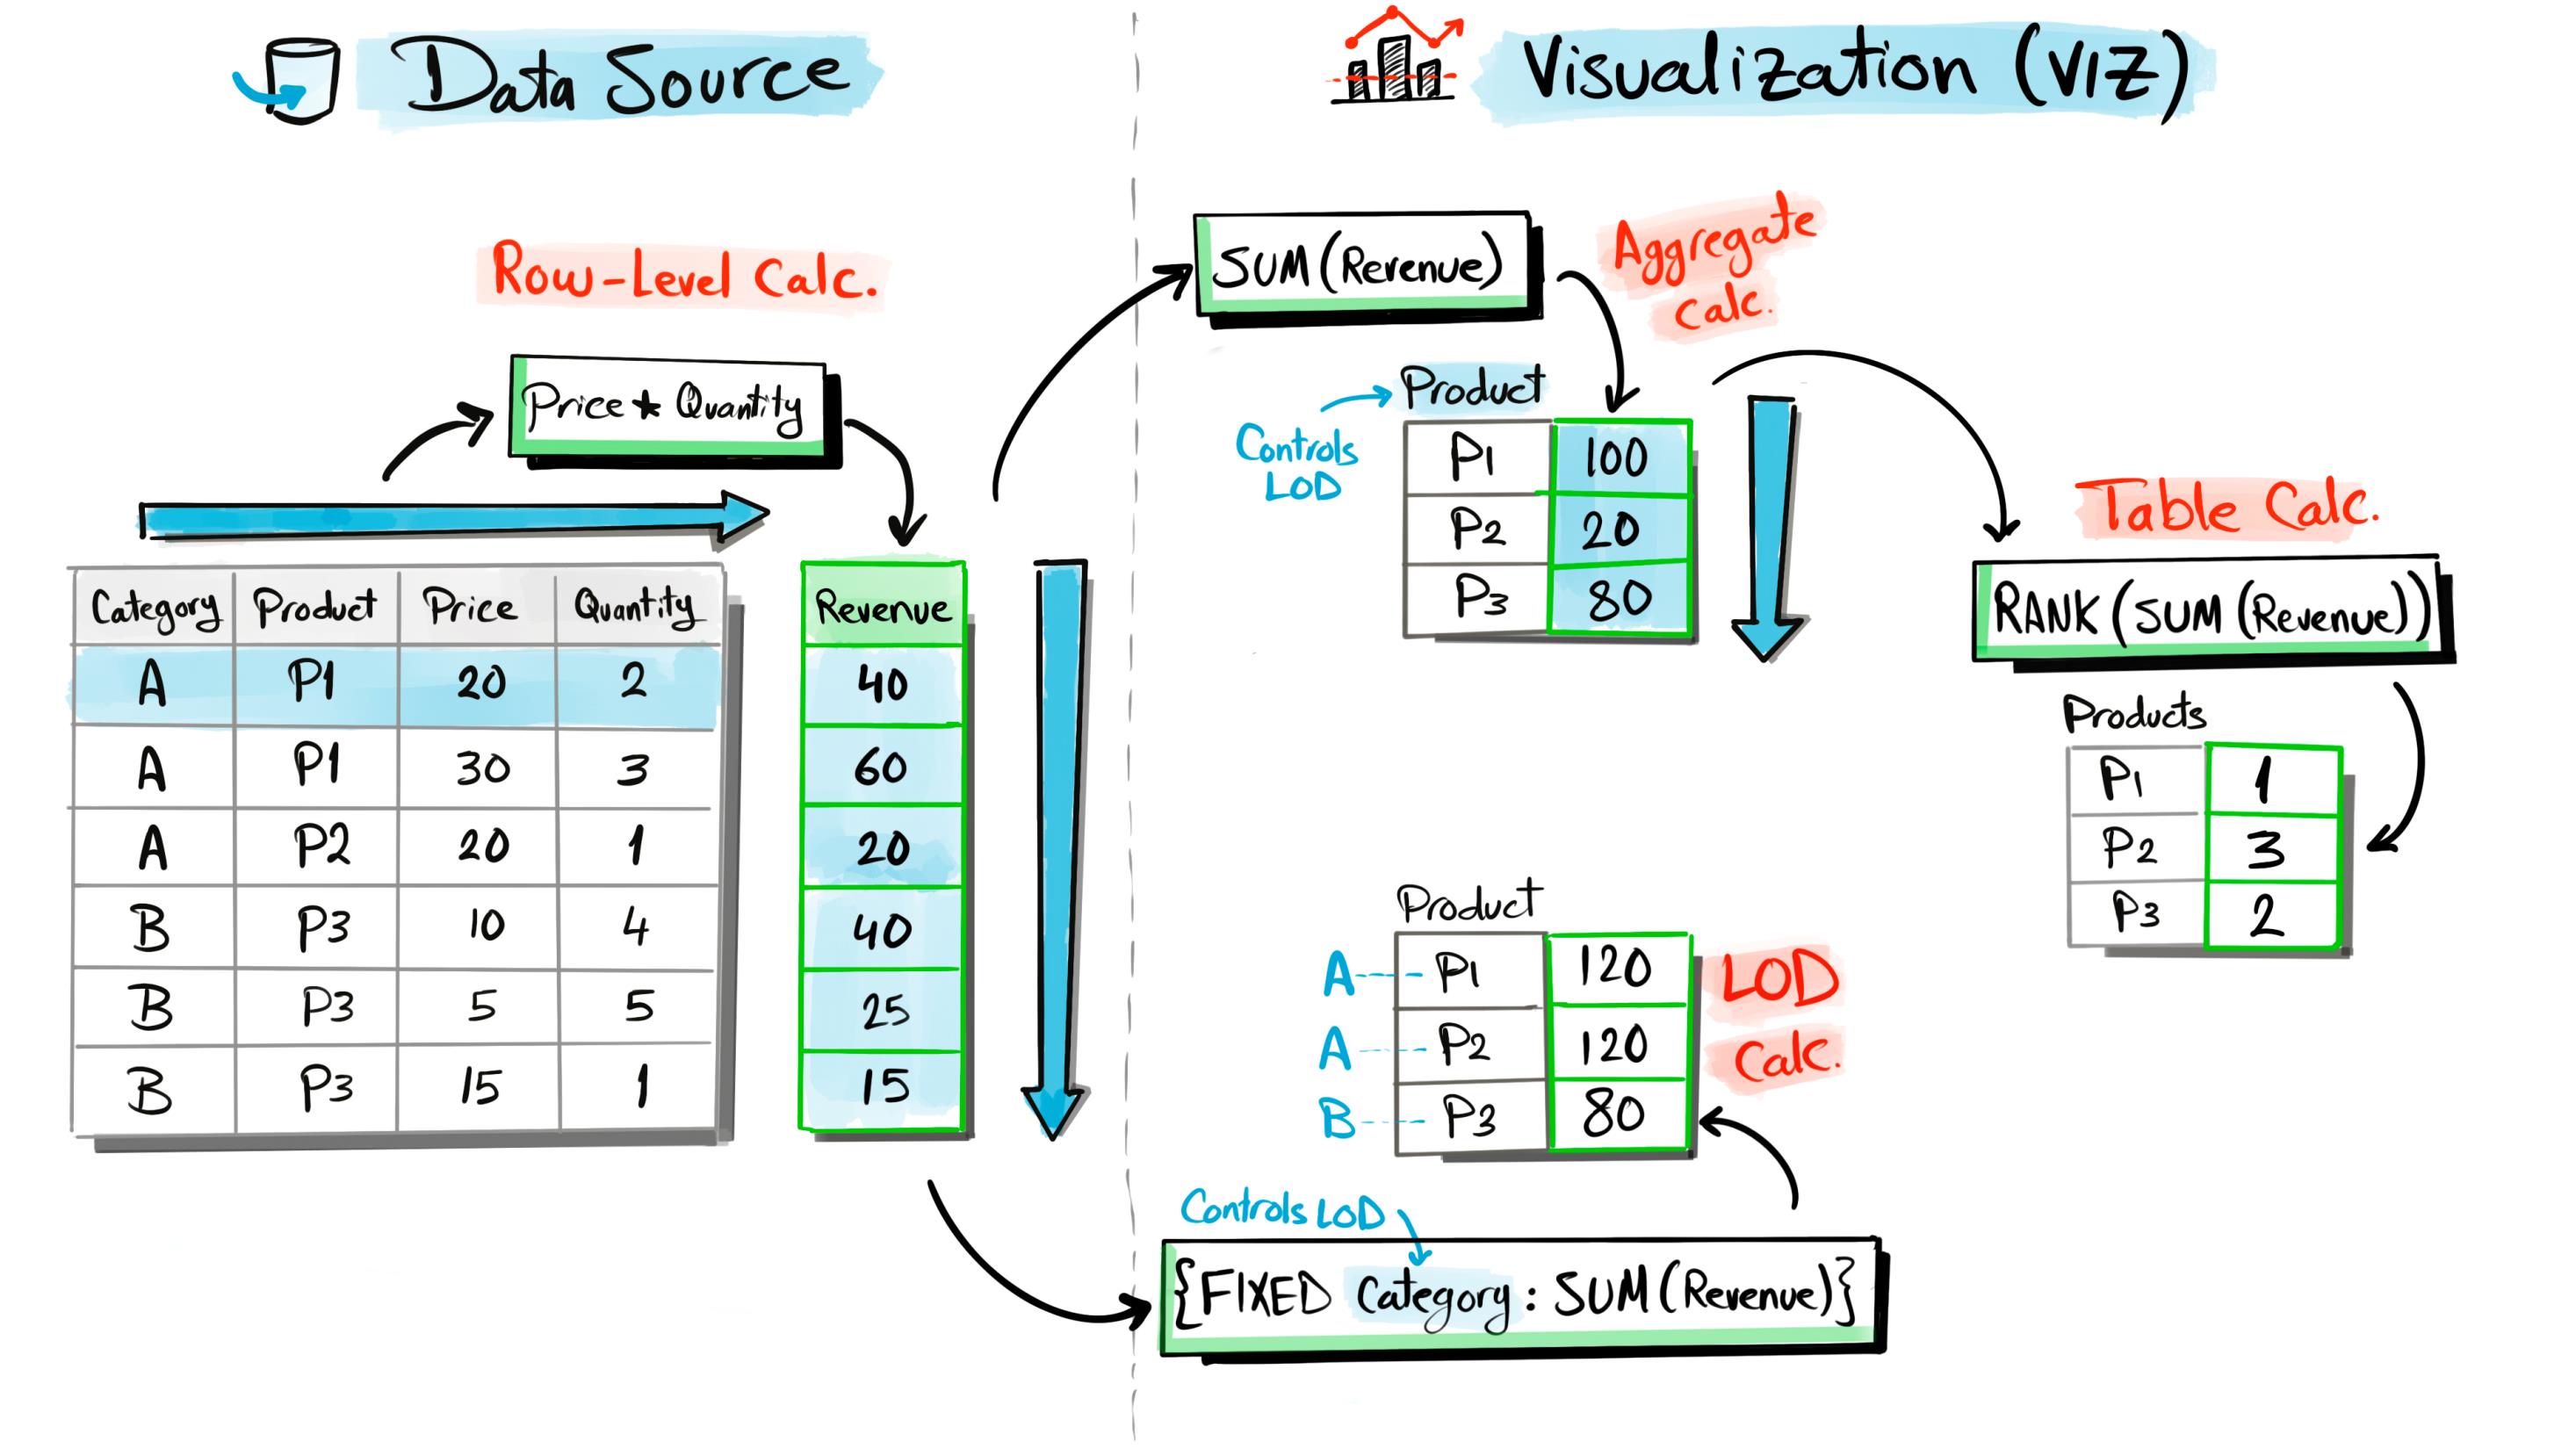 Data Source
Row-Level Calc.
Price * Quantity
Category Product Price Quantity Revenue
A P1 20 2 40
A P1 30 3 60
A P2 20 1 20
B P3 10 4 40
B P3 5 5 25
B P3 15 1 15
Visualization (VIZ)
SUM (Revenue)
Aggregate
Calc.
Controls
LOD
Product
P1 100
P2 20
P3 80
Table Calc.
RANK (SUM (Revenue))
Products
P1 1
P2 3
P3 2
Product
A P1 120
A P2 120
B P3 80
LOD
Calc.
Controls LOD
{FIXED Category : SUM (Revenue)}